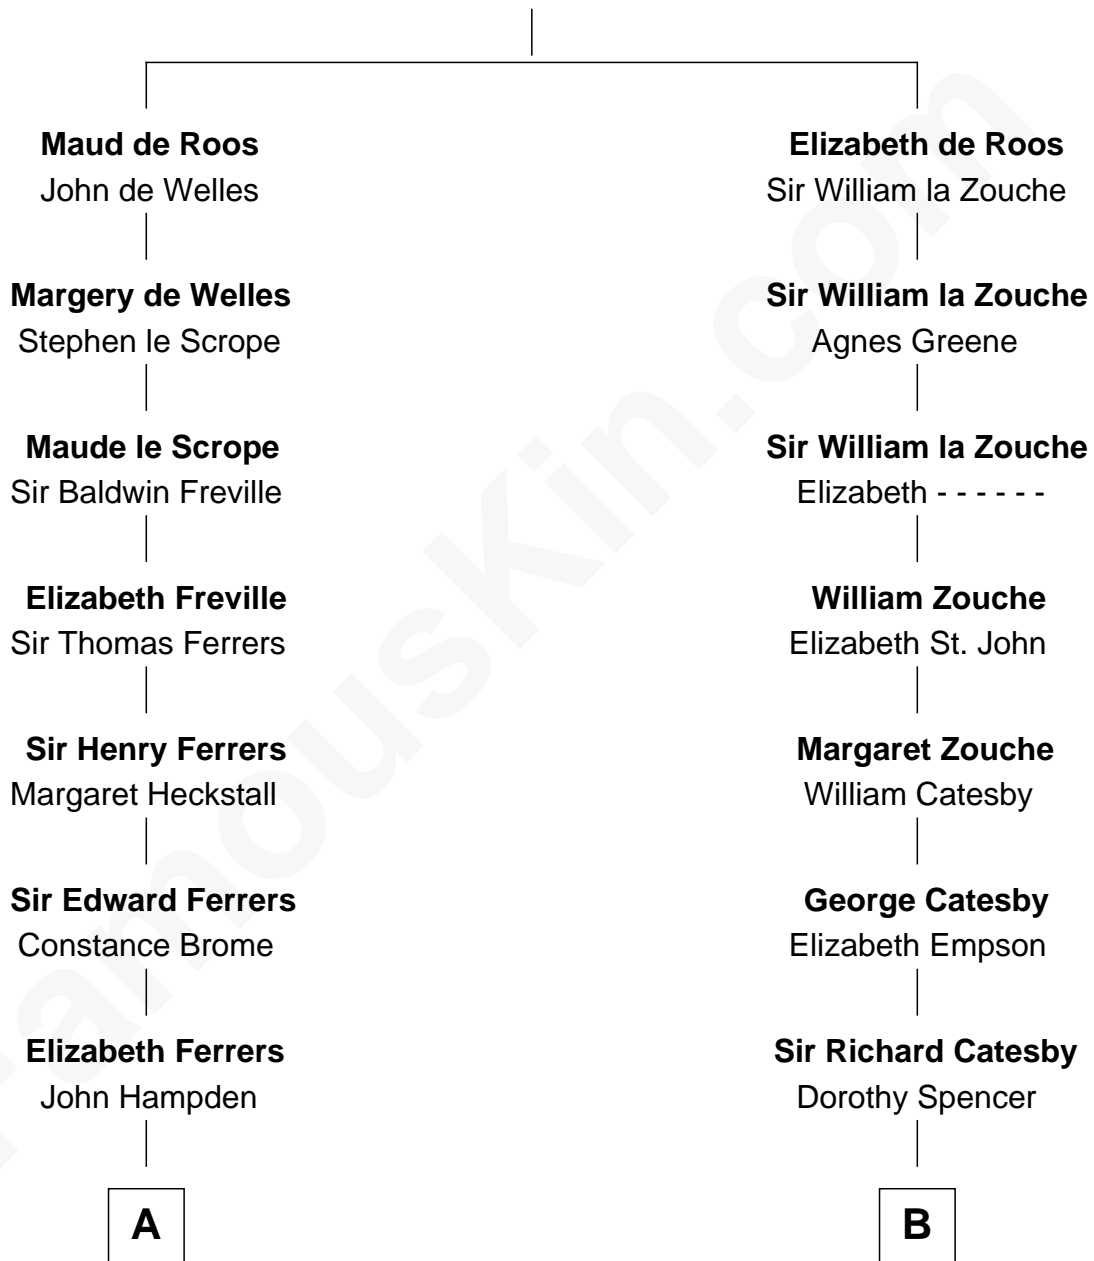 Maud de Roos
John de Welles
Margery de Welles
Stephen le Scrope
Maude le Scrope
Sir Baldwin Freville
Elizabeth Freville
Sir Thomas Ferrers
Sir Henry Ferrers
Margaret Heckstall
Sir Edward Ferrers
Constance Brome
Elizabeth Ferrers
John Hampden
A
Elizabeth de Roos
Sir William la Zouche
Sir William la Zouche
Agnes Greene
Sir William la Zouche
Elizabeth - - - - - -
William Zouche
Elizabeth St. John
Margaret Zouche
William Catesby
George Catesby
Elizabeth Empson
Sir Richard Catesby
Dorothy Spencer
B
FamousKin.com